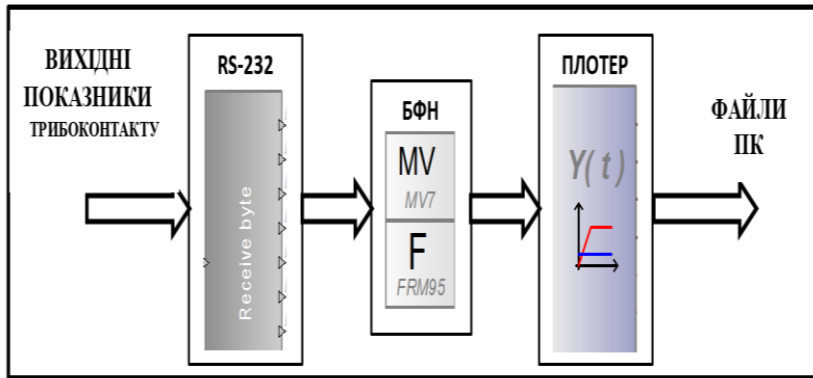 ВИХІДНІ
ПОКАЗНИКИ
ТРИБОКОНТАКТУ
RS-232
Receive byte
БФН
MV
MV7
F
FRM95
ПЛОТЕР
Y(t)
ФАЙЛИ
ПК